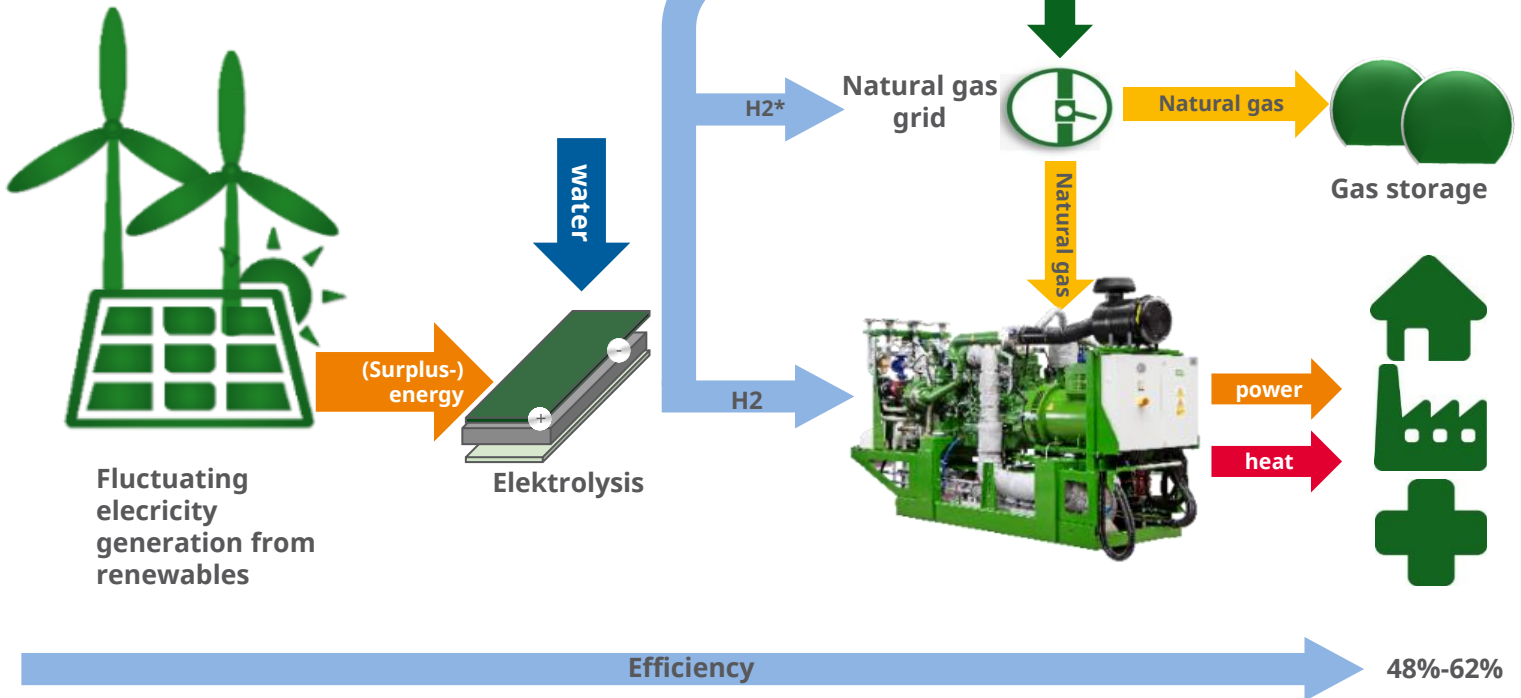 H2*
Natural gas
grid
Natural gas
Gas storage
water
Natural gas
(Surplus-)
energy
-
+
H2
power
heat
Elektrolysis
Fluctuating
elecricity
generation from
renewables
Efficiency
48%-62%